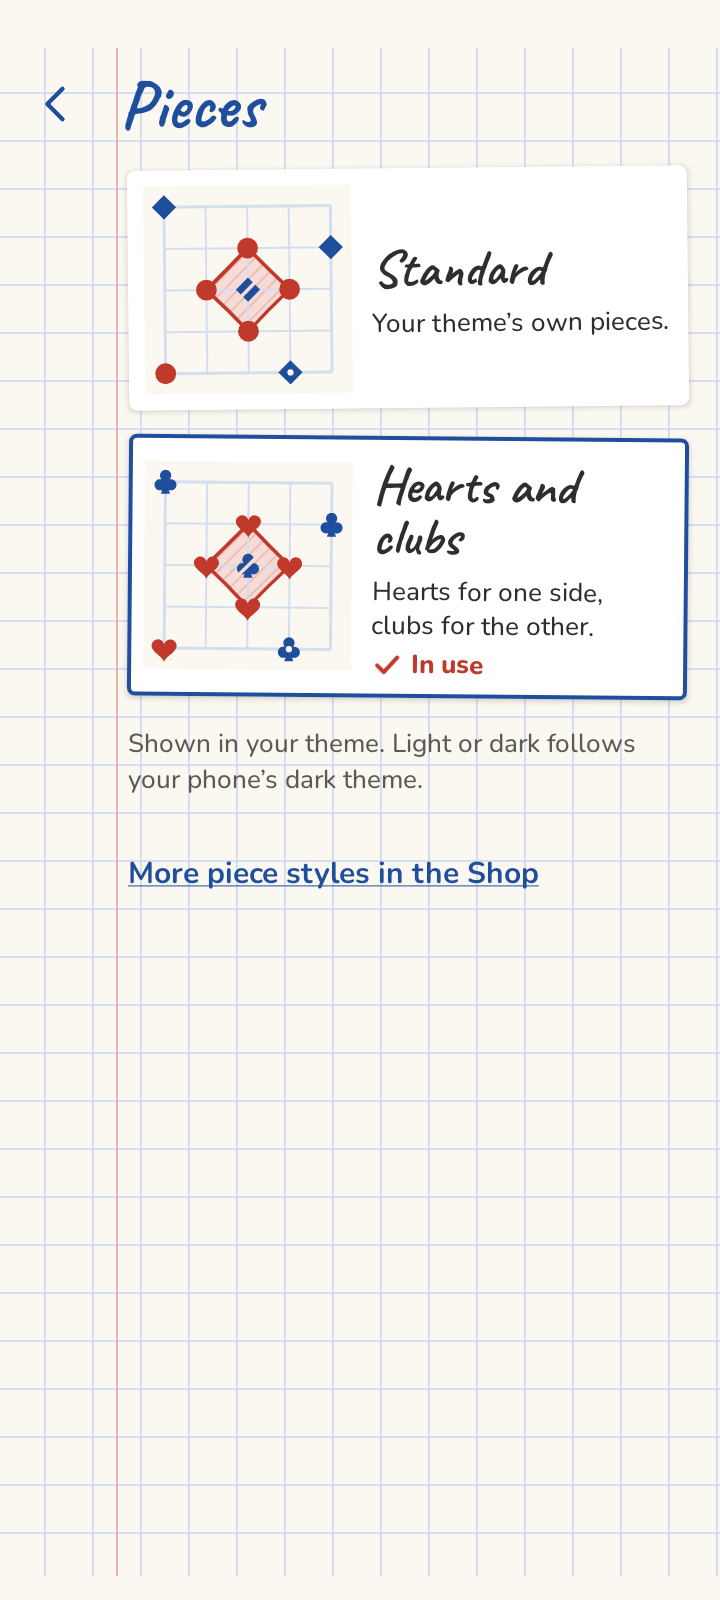 Pieces
Standard
Your theme’s own pieces.
Hearts and
clubs
Hearts for one side,
clubs for the other.
In use
Shown in your theme. Light or dark follows
your phone’s dark theme.
More piece styles in the Shop